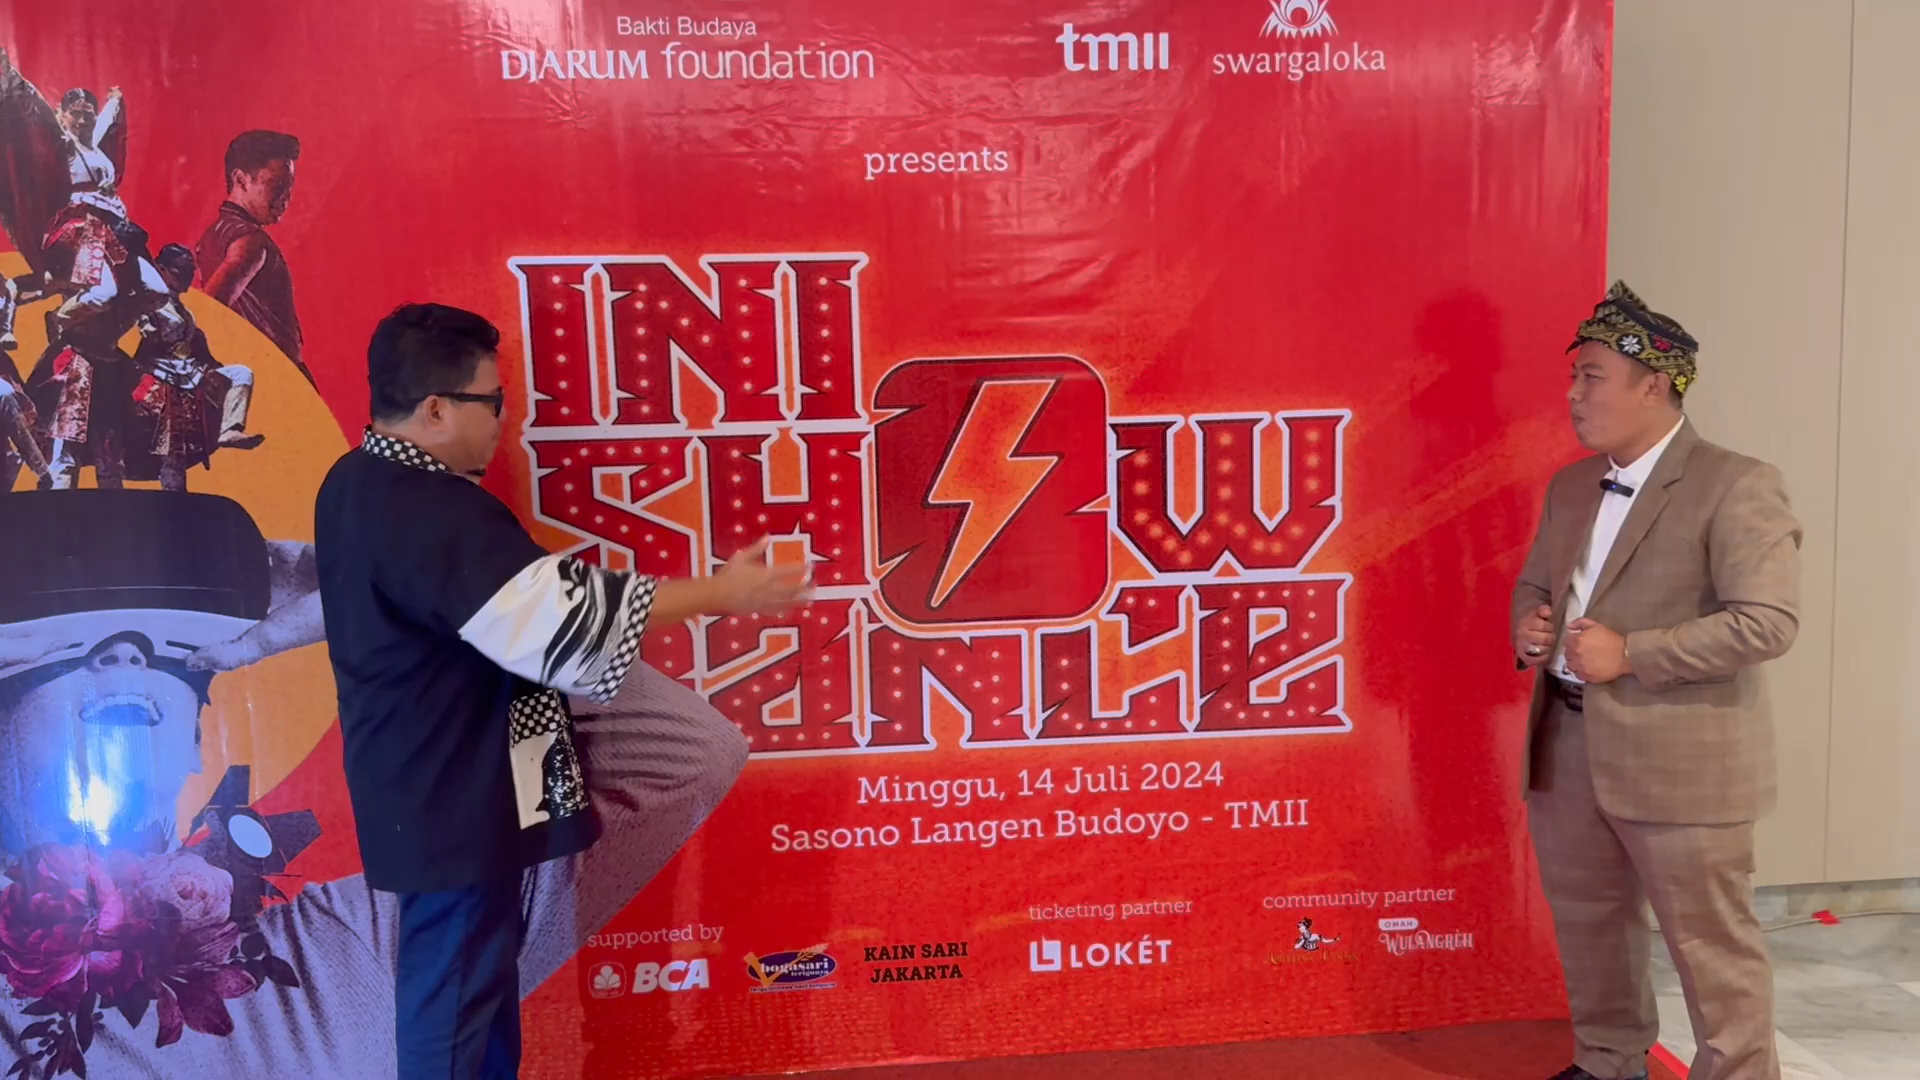 Bakti Budaya
DJARUM foundation
tmii
swargaloka
presents
INI
SHOW
Minggu, 14 Juli 2024
Sasono Langen Budoyo - TMII
supported by
BCA
bogasari
KAIN SARI
JAKARTA
ticketing partner
LOKÉT
community partner
OMAH
WULANGREH